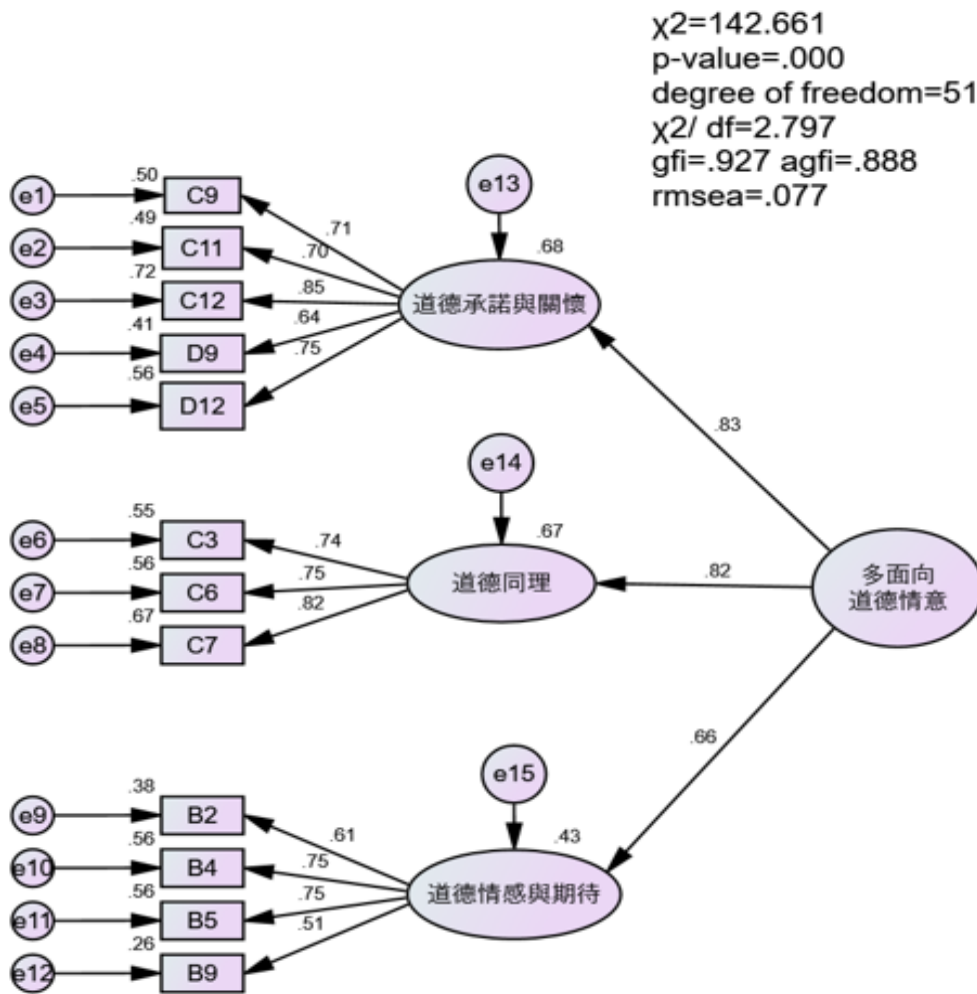 χ2=142.661
p-value=.000
degree of freedom=51
χ2/ df=2.797
gfi=.927 agfi=.888
rmsea=.077
e13
.68
道德承諾與關懷
e1
.50
C9
.71
e2
.49
C11
.70
e3
.72
C12
.85
e4
.41
D9
.64
e5
.56
D12
.75
.83
e14
.67
道德同理
e6
.55
C3
.74
e7
.56
C6
.75
e8
.67
C7
.82
.82
多面向
道德情意
.66
e15
.43
道德情感與期待
e9
.38
B2
.61
e10
.56
B4
.75
e11
.56
B5
.75
e12
.26
B9
.51